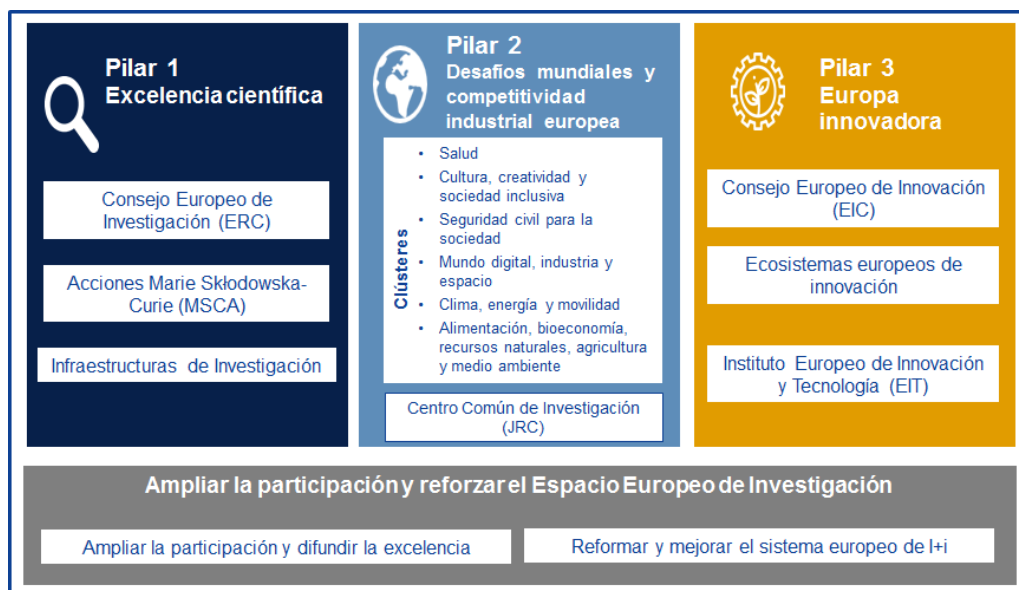 Pilar 1
Excelencia científica
Consejo Europeo de
Investigación (ERC)
Acciones Marie Skłodowska-
Curie (MSCA)
Infraestructuras de Investigación
Pilar 2
Desafíos mundiales y
competitividad
industrial europea
Clústeres
• Salud
• Cultura, creatividad y
sociedad inclusiva
• Seguridad civil para la
sociedad
• Mundo digital, industria y
espacio
• Clima, energía y movilidad
• Alimentación, bioeconomía,
recursos naturales, agricultura
y medio ambiente
Centro Común de Investigación
(JRC)
Pilar 3
Europa
innovadora
Consejo Europeo de Innovación
(EIC)
Ecosistemas europeos de
innovación
Instituto Europeo de Innovación
y Tecnología (EIT)
Ampliar la participación y reforzar el Espacio Europeo de Investigación
Ampliar la participación y difundir la excelencia
Reformar y mejorar el sistema europeo de I+i